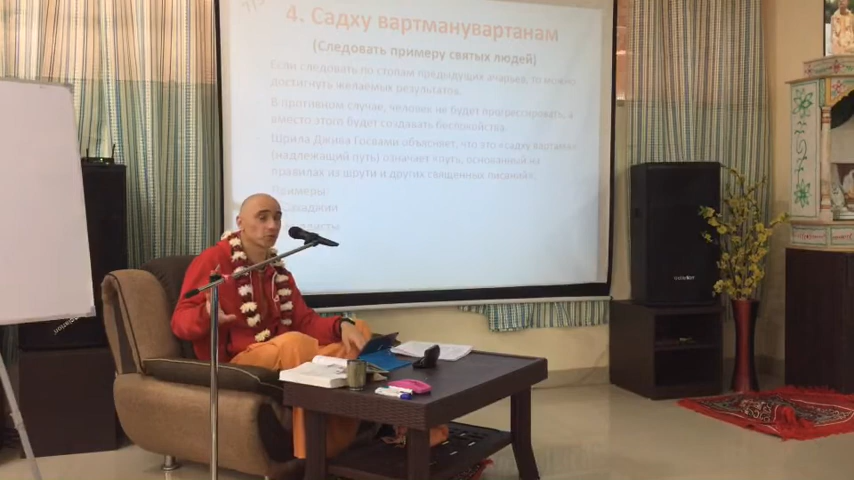 4. Садху вартманувартанам
(Следовать примеру святых людей)
Если следовать по стопам предыдущих ачарьев, то можно
достигнуть желаемых результатов.
В противном случае, человек не будет прогрессировать, а
вместо этого будет создавать беспокойства.
Шрила Джива Госвами объясняет, что это «садху вартма»
(надлежащий путь) означает «путь, основанный на
правилах из шрути и других священных писаний».
Примеры: